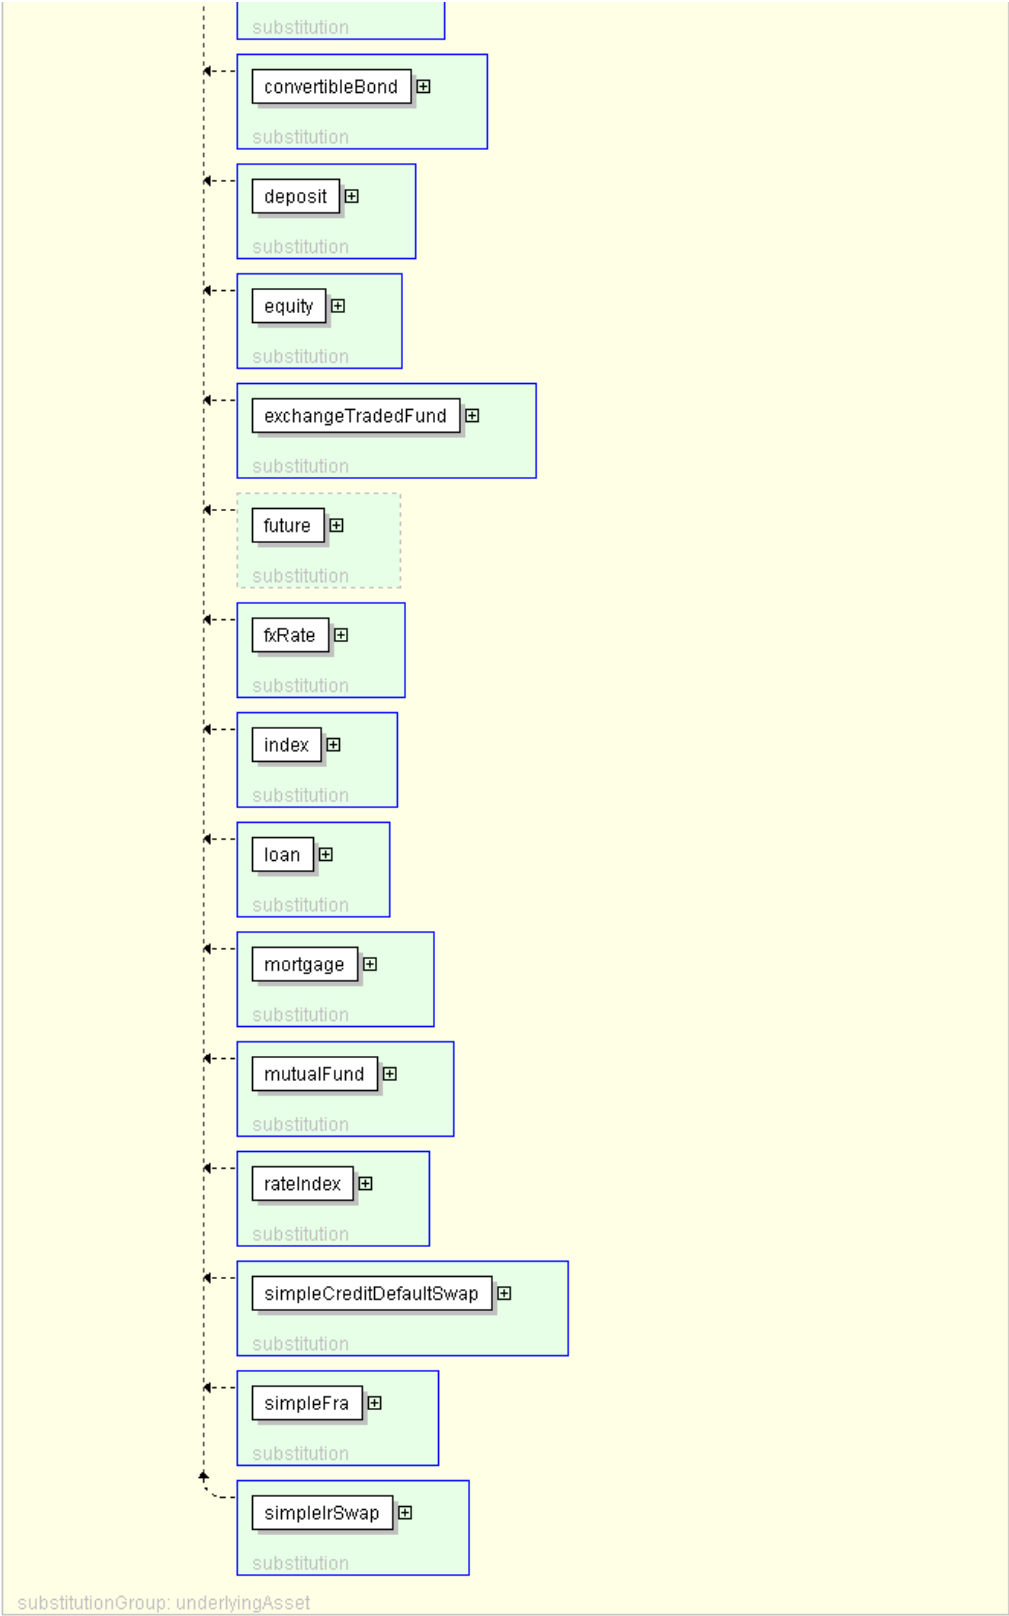 substitution
convertibleBond
substitution
deposit
substitution
equity
substitution
exchangeTradedFund
substitution
future
substitution
fxRate
substitution
index
substitution
loan
substitution
mortgage
substitution
mutualFund
substitution
rateIndex
substitution
simpleCreditDefaultSwap
substitution
simpleFra
substitution
simpleIrSwap
substitution
substitutionGroup: underlyingAsset